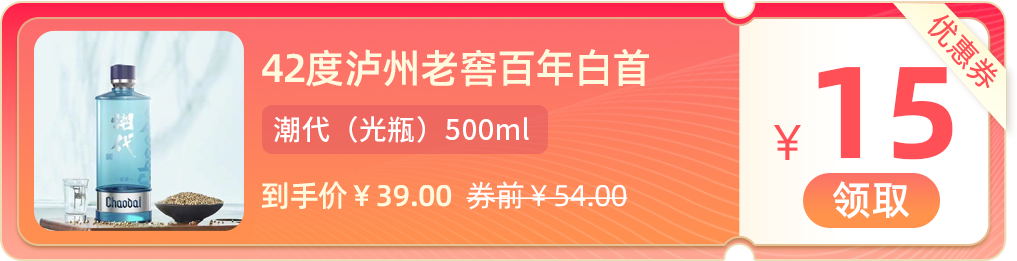 42度泸州老窖百年白首
潮代（光瓶）500ml
到手价￥39.00 券前￥54.00
优惠券
￥15
领取
潮代
Chaodai